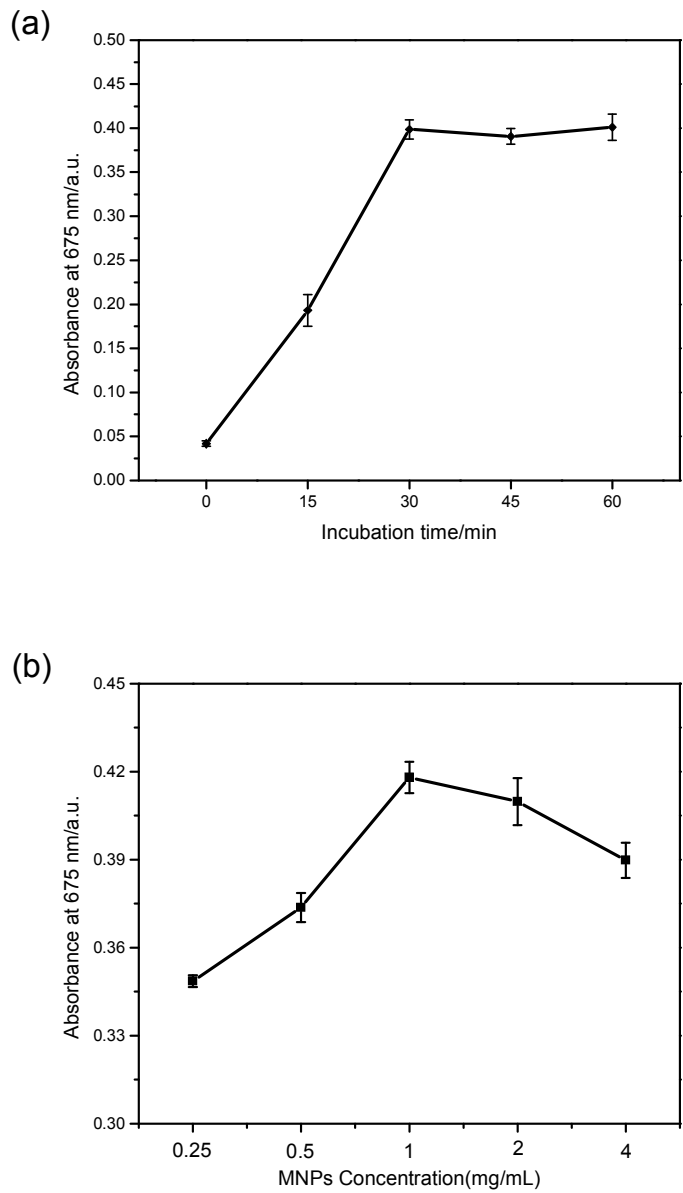 (a)
0.50
0.45
0.40
0.35
0.30
0.25
0.20
0.15
0.10
0.05
0.00
Absorbance at 675 nm/a.u.
0 15 30 45 60
Incubation time/min
(b)
0.45
0.42
0.39
0.36
0.33
0.30
Absorbance at 675 nm/a.u.
0.25 0.5 1 2 4
MNPs Concentration(mg/mL)